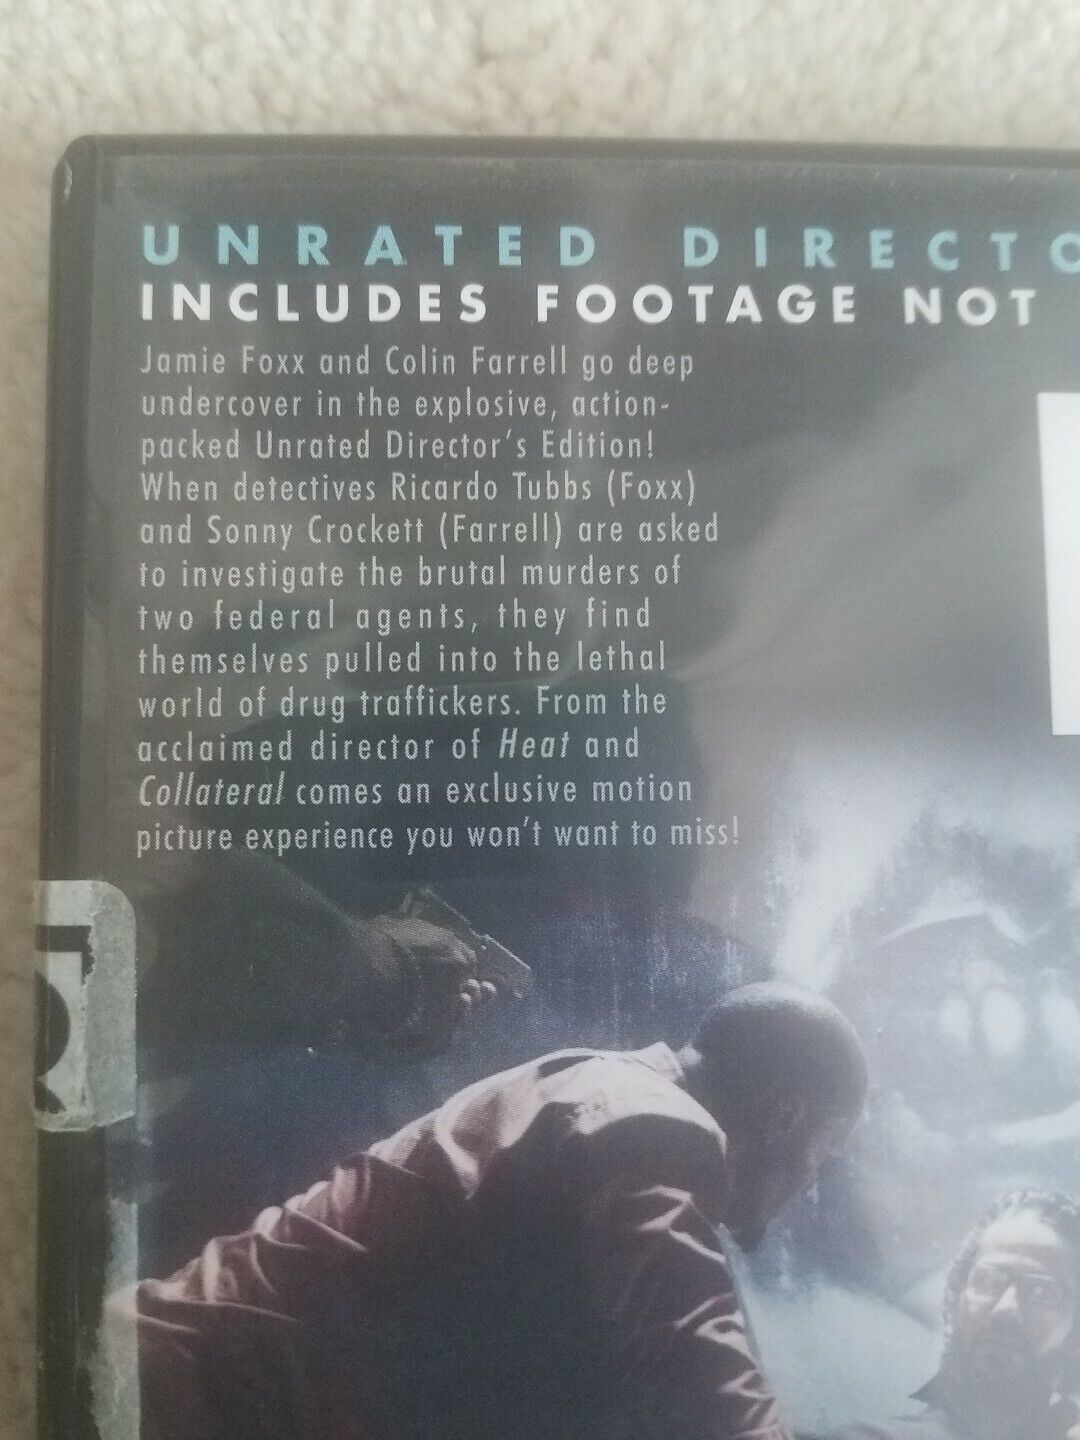 UNRATED DIRECTO
INCLUDES FOOTAGE NOT
Jamie Foxx and Colin Farrell go deep
undercover in the explosive, action-
packed Unrated Director's Edition!
When detectives Ricardo Tubbs (Foxx)
and Sonny Crockett (Farrell) are asked
to investigate the brutal murders of
two federal agents, they find
themselves pulled into the lethal
world of drug traffickers. From the
acclaimed director of Heat and
Collateral comes an exclusive motion
picture experience you won't want to miss!